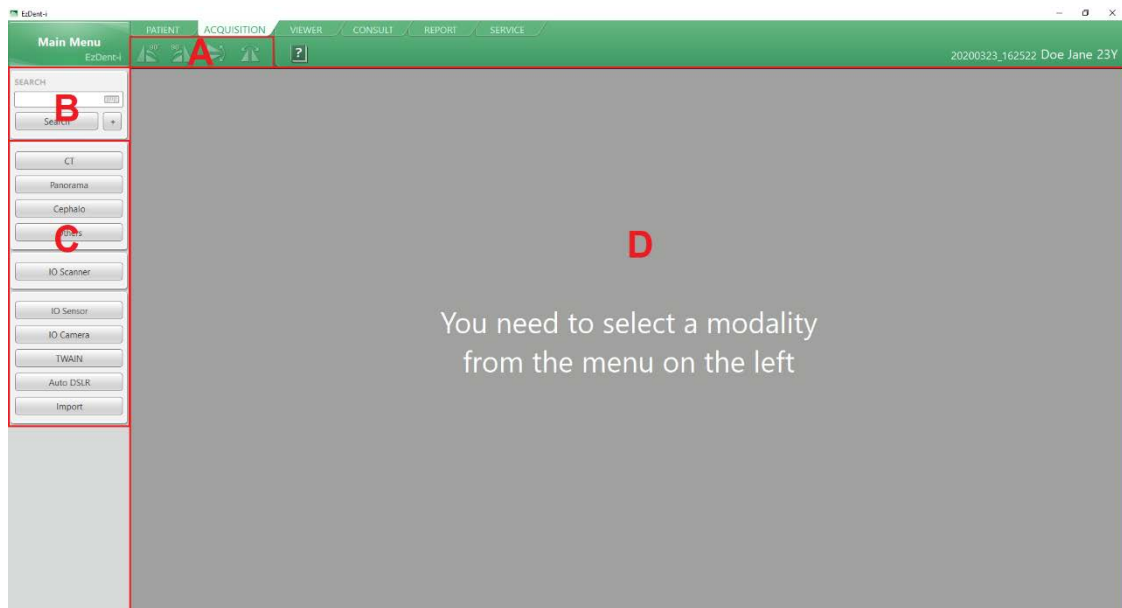 EzDent-i
PATIENT ACQUISITION VIEWER CONSULT REPORT SERVICE
Main Menu
EzDent-i
A
?
20200323_162522 Doe Jane 23Y
SEARCH
B
Search +
CT
Panorama
Cephalo
Others
C
IO Scanner
IO Sensor
IO Camera
TWAIN
Auto DSLR
Import
D
You need to select a modality
from the menu on the left